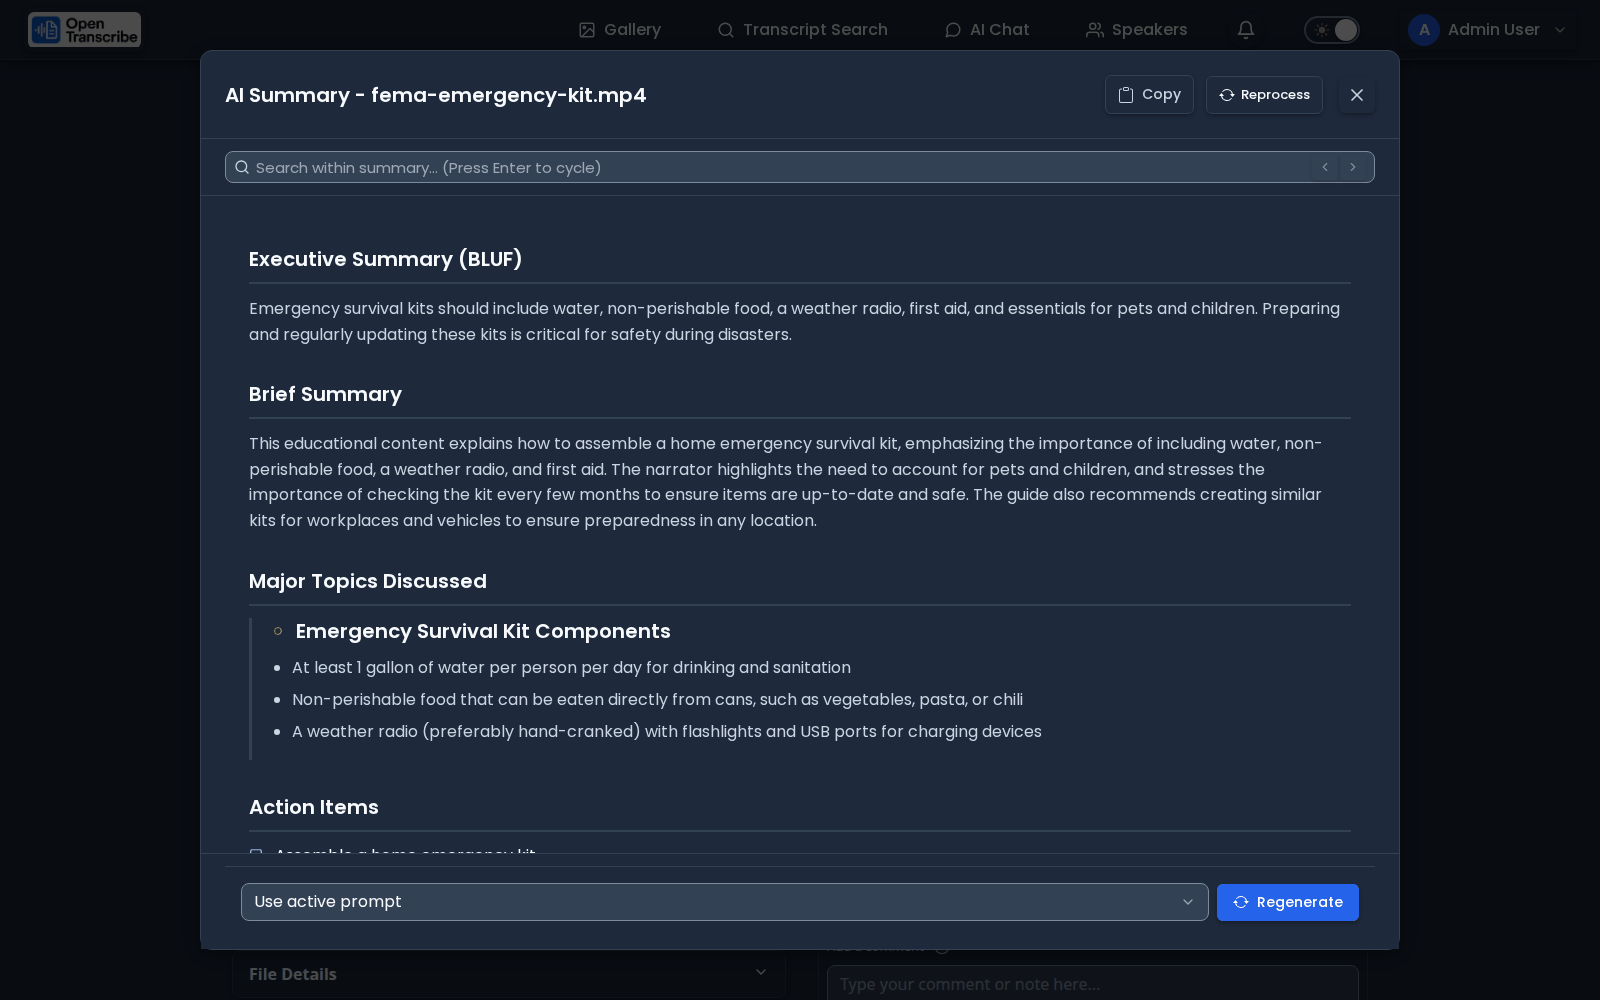 Open
Transcribe
Gallery
Transcript Search
AI Chat
Speakers
A
Admin User
AI Summary - fema-emergency-kit.mp4
Copy
Reprocess
Search within summary... (Press Enter to cycle)
Executive Summary (BLUF)
Emergency survival kits should include water, non-perishable food, a weather radio, first aid, and essentials for pets and children. Preparing
and regularly updating these kits is critical for safety during disasters.
Brief Summary
This educational content explains how to assemble a home emergency survival kit, emphasizing the importance of including water, non-
perishable food, a weather radio, and first aid. The narrator highlights the need to account for pets and children, and stresses the
importance of checking the kit every few months to ensure items are up-to-date and safe. The guide also recommends creating similar
kits for workplaces and vehicles to ensure preparedness in any location.
Major Topics Discussed
Emergency Survival Kit Components
At least 1 gallon of water per person per day for drinking and sanitation
Non-perishable food that can be eaten directly from cans, such as vegetables, pasta, or chili
A weather radio (preferably hand-cranked) with flashlights and USB ports for charging devices
Action Items
Assemble a home emergency kit
Use active prompt
Regenerate
File Details
Type your comment or note here...